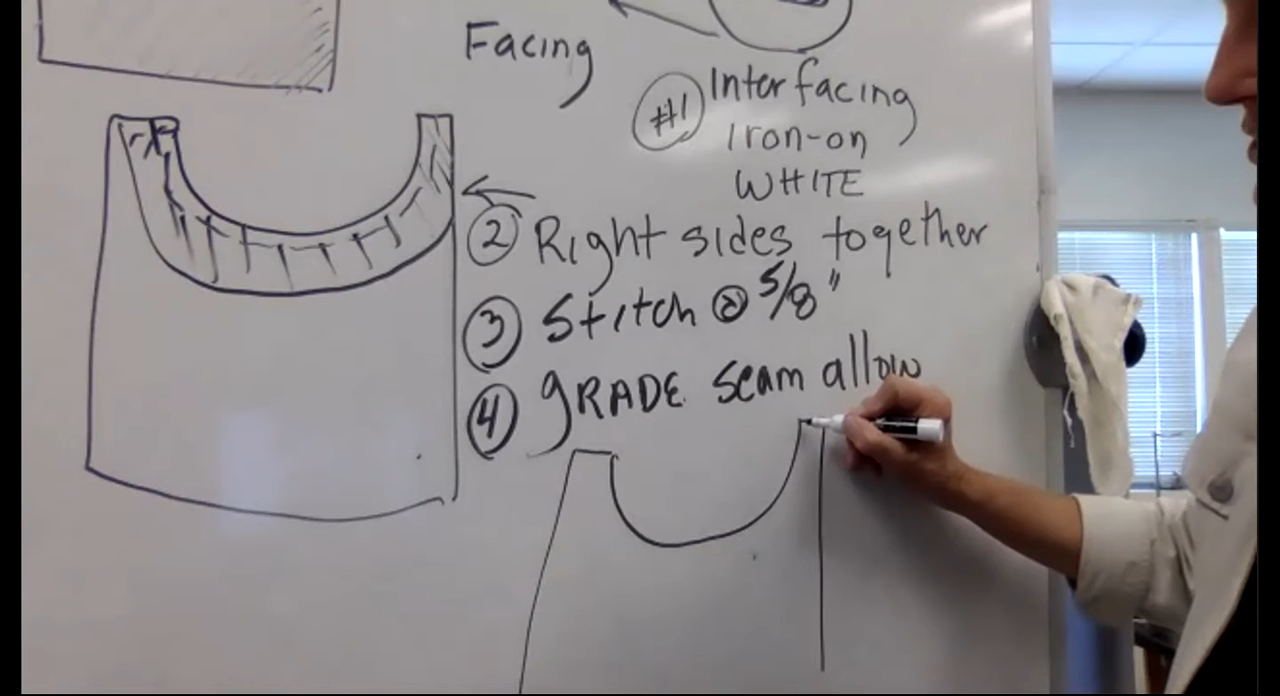 Facing
#1 Interfacing
Iron-on
WHITE
2 Right sides together
3 Stitch @ 5/8"
4 GRADE seam allow